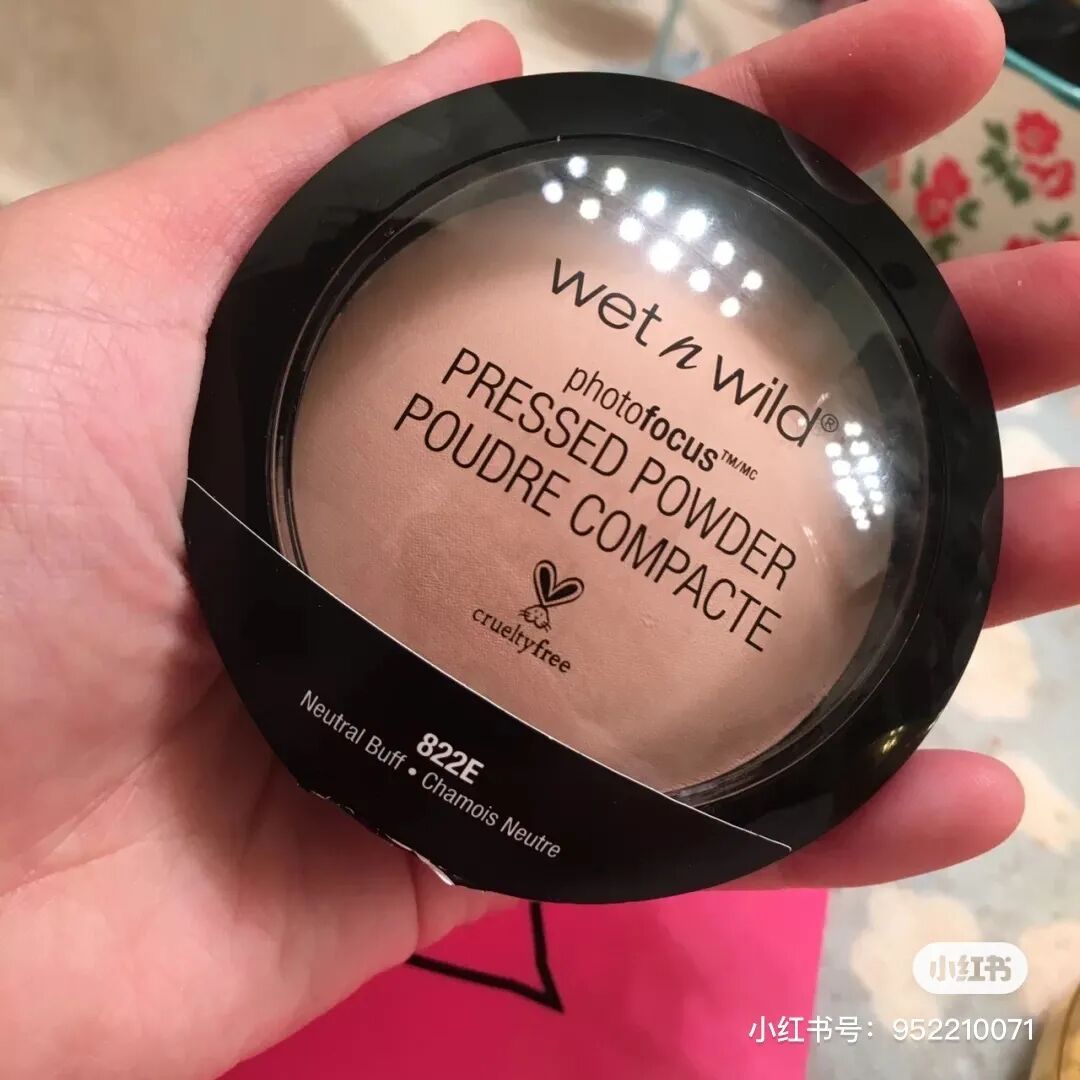 wet n wild®
photofocus™/MC
PRESSED POWDER
POUDRE COMPACTE
crueltyfree
822E
Neutral Buff • Chamois Neutre
小红书
小红书号：952210071